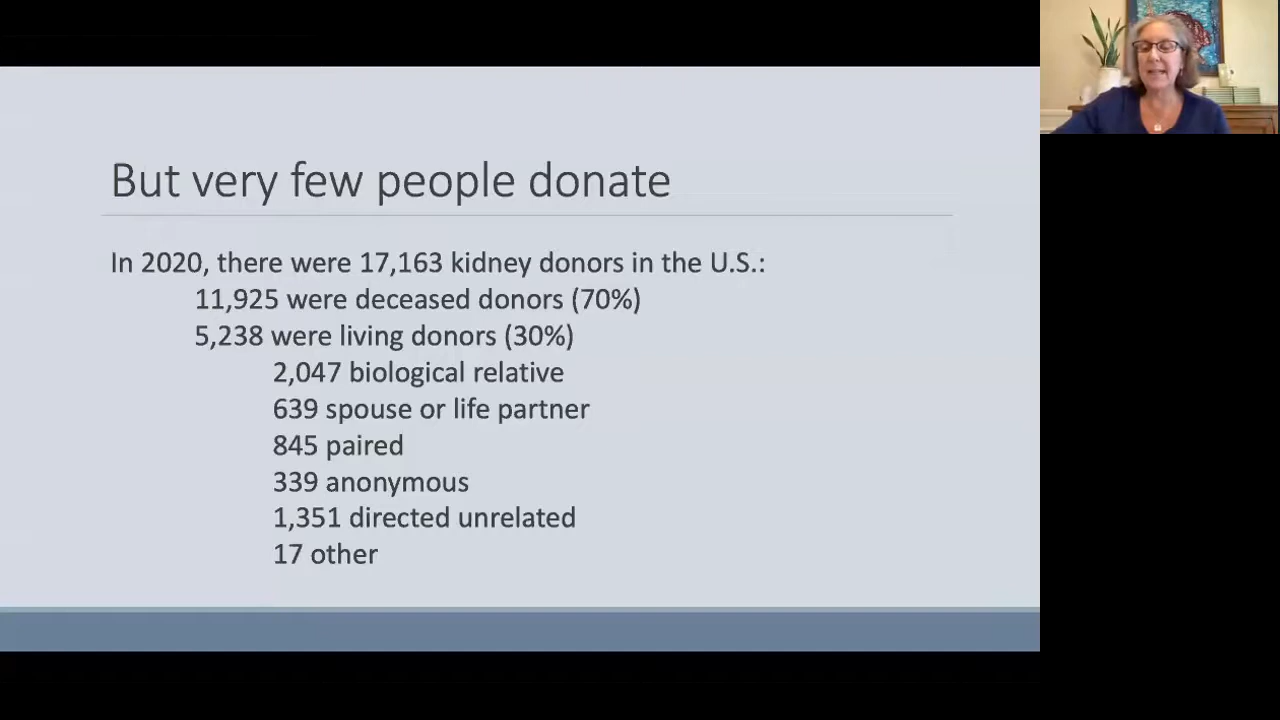 But very few people donate
In 2020, there were 17,163 kidney donors in the U.S.:
11,925 were deceased donors (70%)
5,238 were living donors (30%)
2,047 biological relative
639 spouse or life partner
845 paired
339 anonymous
1,351 directed unrelated
17 other